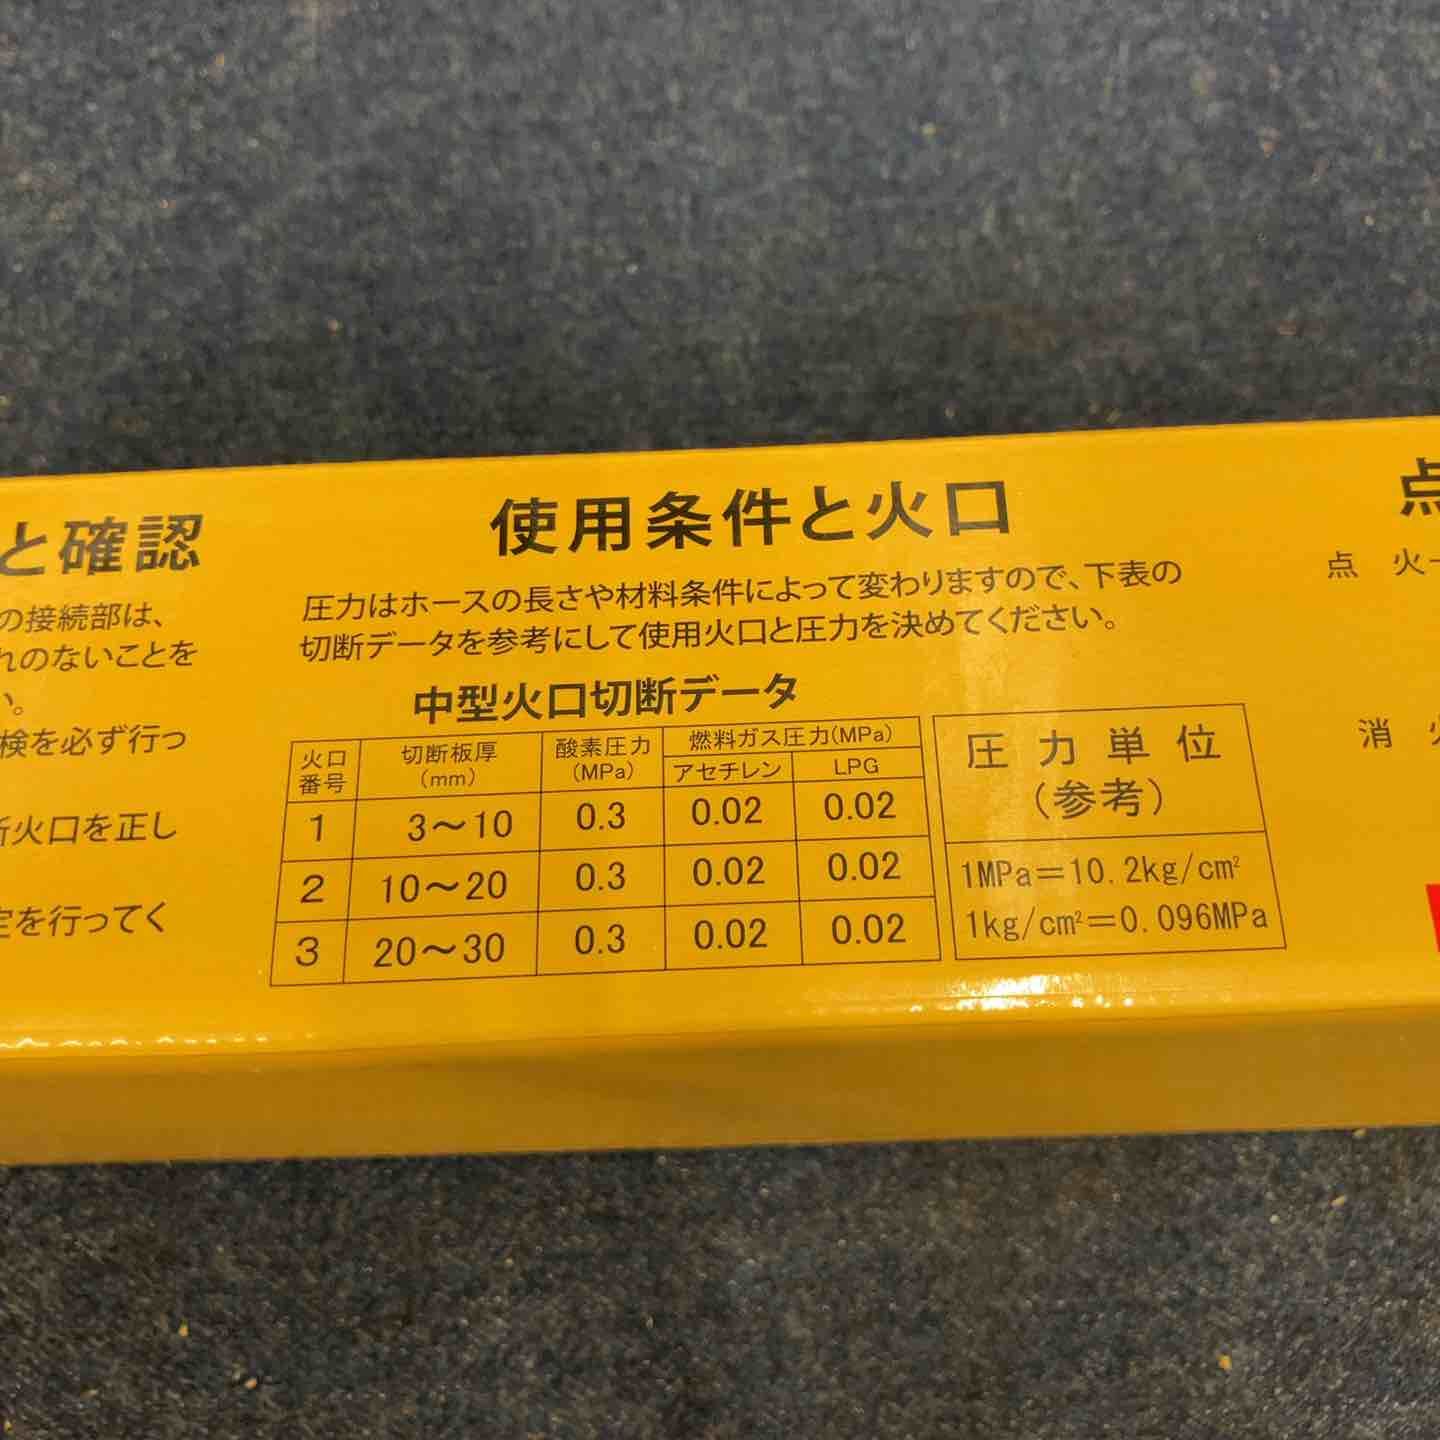 と確認
の接続部は、
れのないことを
い。
検を必ず行っ
新火口を正し
定を行ってく
使用条件と火口
圧力はホースの長さや材料条件によって変わりますので、下表の
切断データを参考にして使用火口と圧力を決めてください。
中型火口切断データ
火口番号 切断板厚(mm) 酸素圧力(MPa) 燃料ガス圧力(MPa)
アセチレン LPG
1 3〜10 0.3 0.02 0.02
2 10〜20 0.3 0.02 0.02
3 20〜30 0.3 0.02 0.02
圧力単位
(参考)
1MPa=10.2kg/cm²
1kg/cm²=0.096MPa
点
点 火
消 火